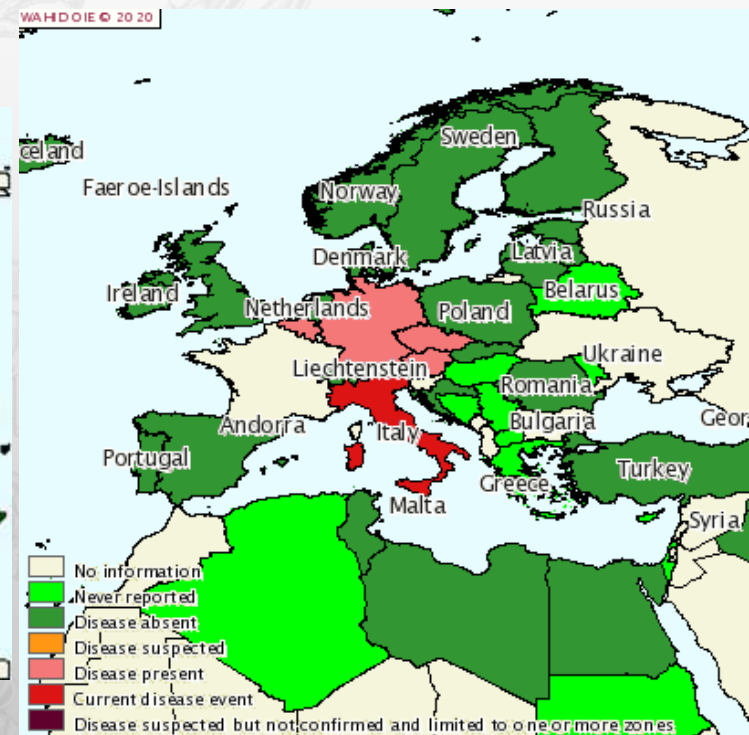 WAHIDOIE © 2020
celand
Sweden
Faeroe-Islands
Norway
Russia
Denmark
Latvia
Ireland
Netherlands
Belarus
Poland
Ukraine
Liechtenstein
Romania
Andorra
Italy
Bulgaria
Geor
Portugal
Greece
Turkey
Malta
Syria
No information
Never reported
Disease absent
Disease suspected
Disease present
Current disease event
Disease suspected but not confirmed and limited to one or more zones